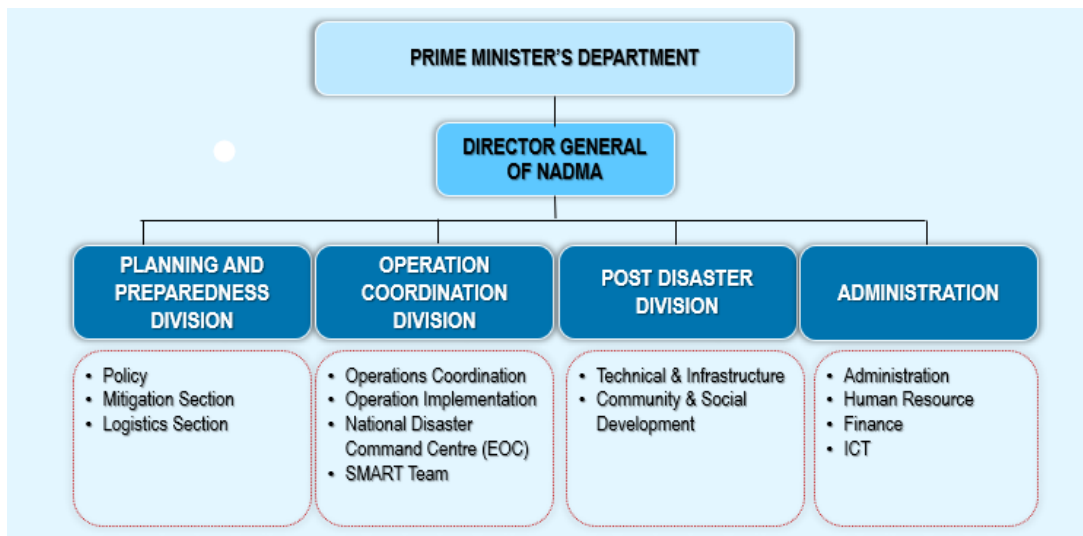 PRIME MINISTER'S DEPARTMENT
DIRECTOR GENERAL
OF NADMA
PLANNING AND
PREPAREDNESS
DIVISION
• Policy
• Mitigation Section
• Logistics Section
OPERATION
COORDINATION
DIVISION
• Operations Coordination
• Operation Implementation
• National Disaster
Command Centre (EOC)
• SMART Team
POST DISASTER
DIVISION
• Technical & Infrastructure
• Community & Social
Development
ADMINISTRATION
• Administration
• Human Resource
• Finance
• ICT